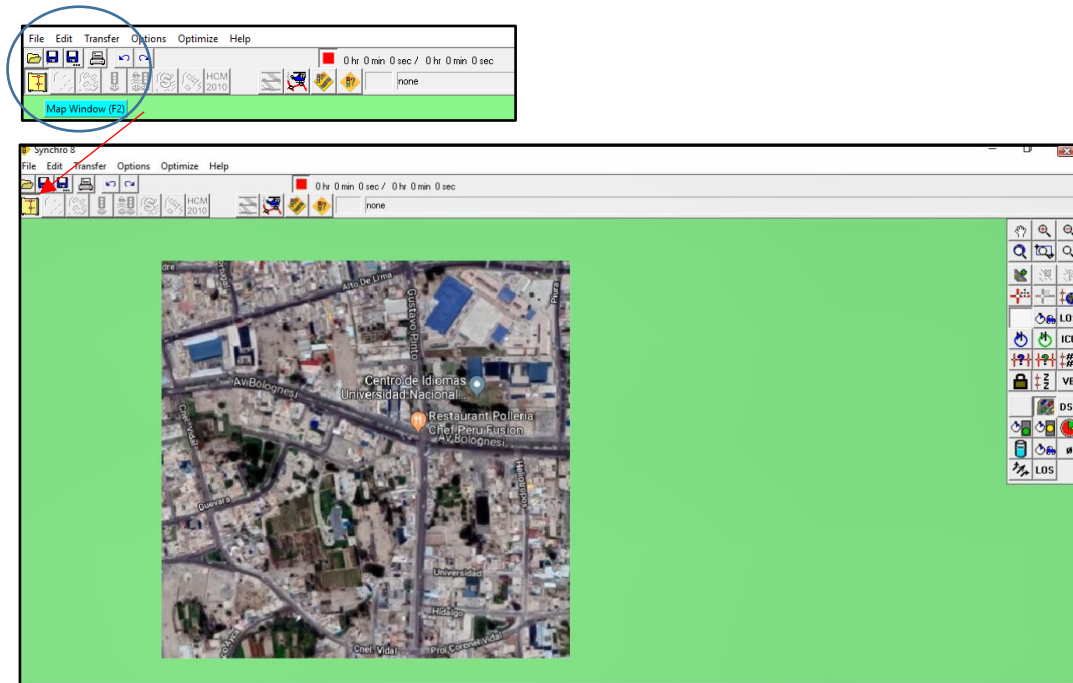 File Edit Transfer Options Optimize Help
0 hr 0 min 0 sec / 0 hr 0 min 0 sec
HCM
2010
none
Map Window (F2)
Synchro 8
File Edit Transfer Options Optimize Help
0 hr 0 min 0 sec / 0 hr 0 min 0 sec
HCM
2010
none
dre
Alto De Lima
Gustavo Pinto
Piura
Av Bolognesi
Centro de Idiomas
Universidad Nacional...
Restaurant Polleria
Chef Peru Fusion
Av Bolognesi
Cnel. Vidal
Heliotropos
Guevara
Universidad
Hidalgo
Cnel. Vidal
Prol. Coronel Vidal
LOS
ICU
DS
LOS